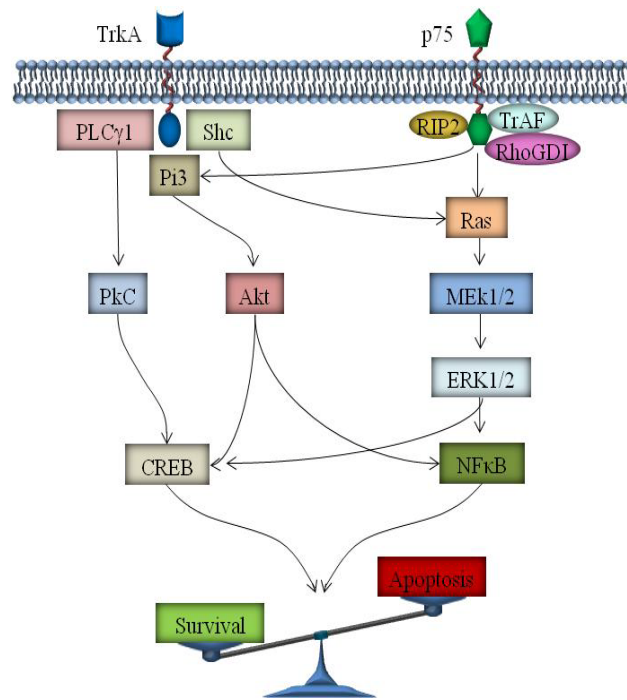 TrkA
p75
PLCγ1
Shc
RIP2
TrAF
RhoGDI
Pi3
Ras
PkC
Akt
MEk1/2
ERK1/2
CREB
NFκB
Apoptosis
Survival